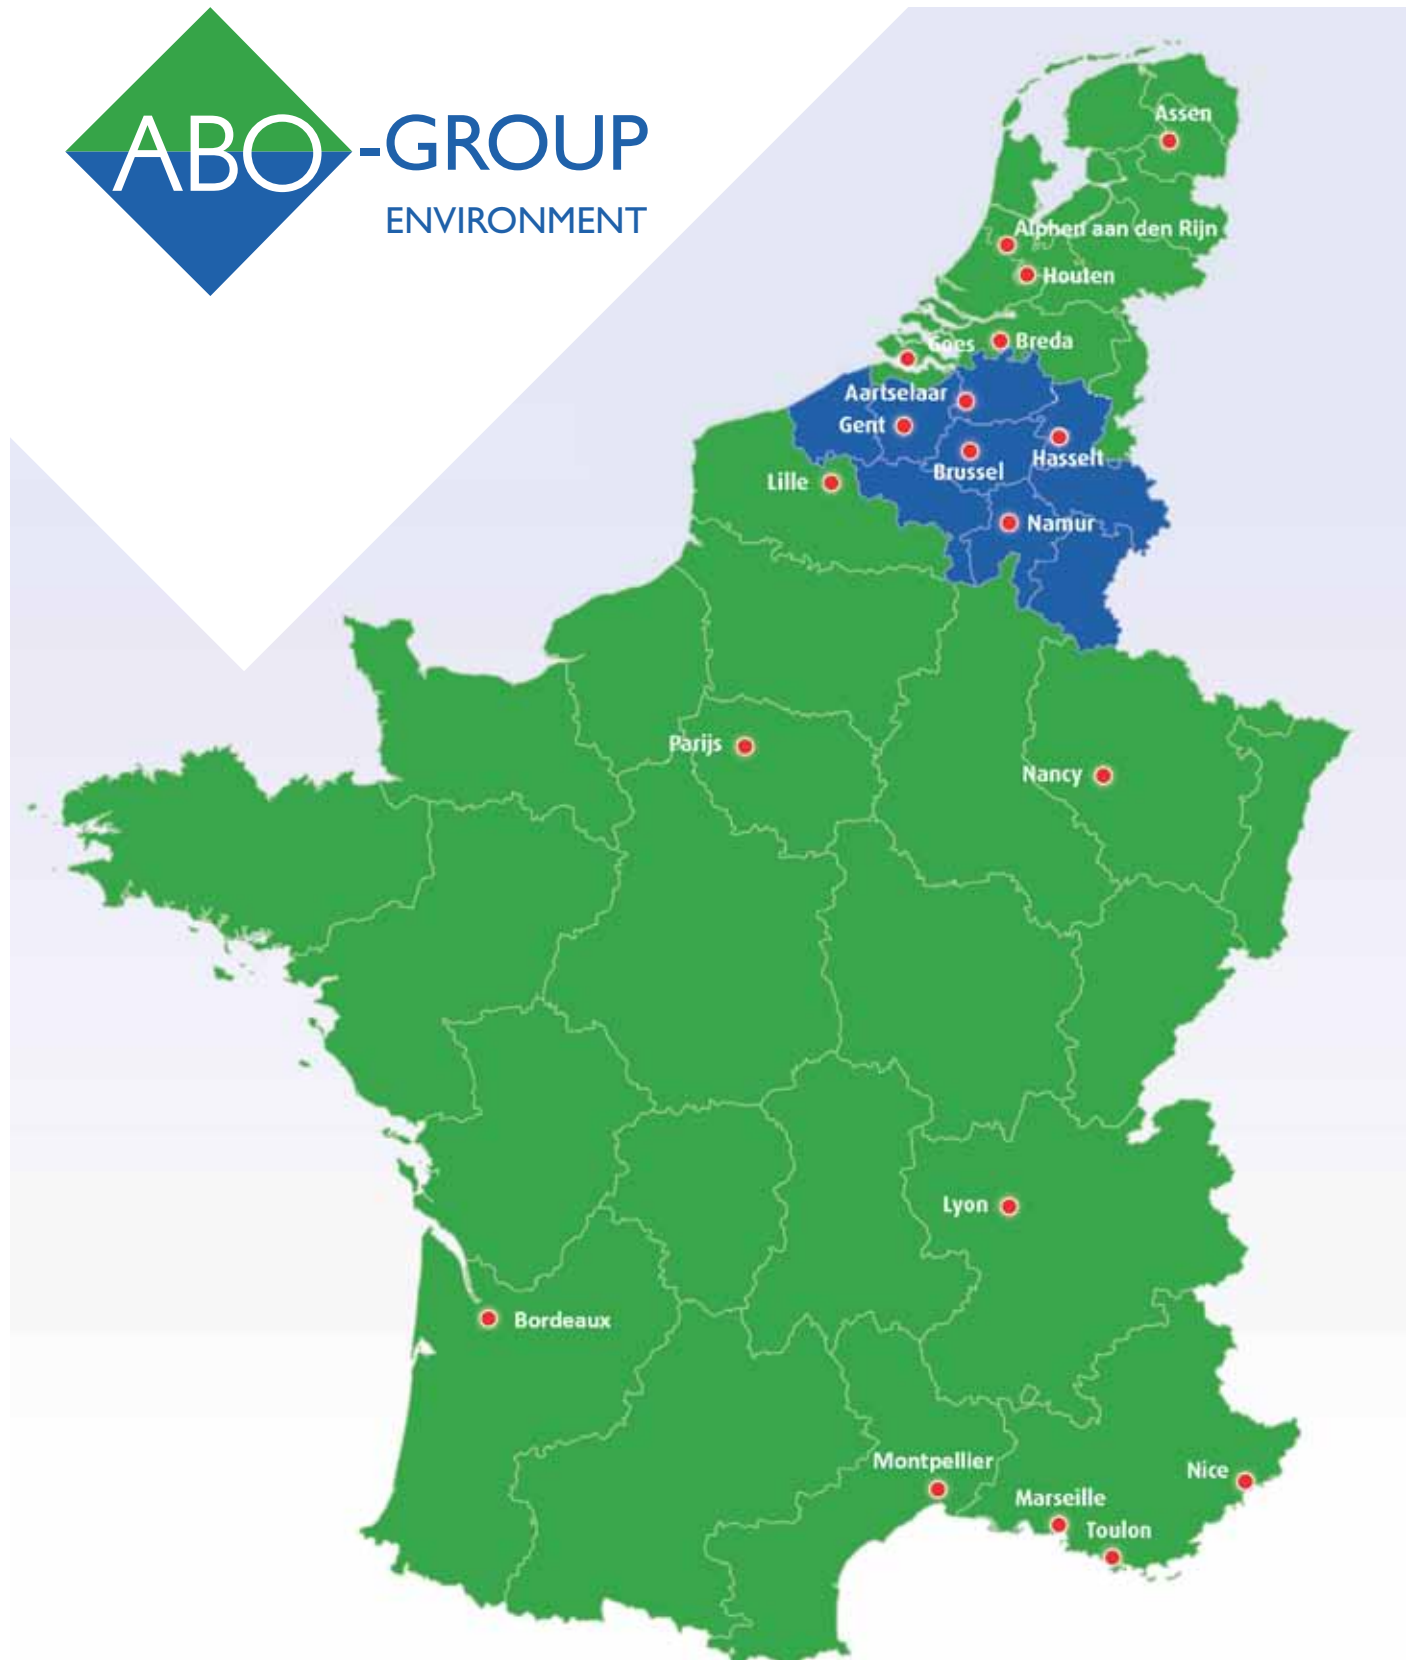 ABO-GROUP
ENVIRONMENT
Assen
Alphen aan den Rijn
Houten
Goes
Breda
Aartselaar
Gent
Brussel
Hasselt
Lille
Namur
Parijs
Nancy
Lyon
Bordeaux
Montpellier
Nice
Marseille
Toulon